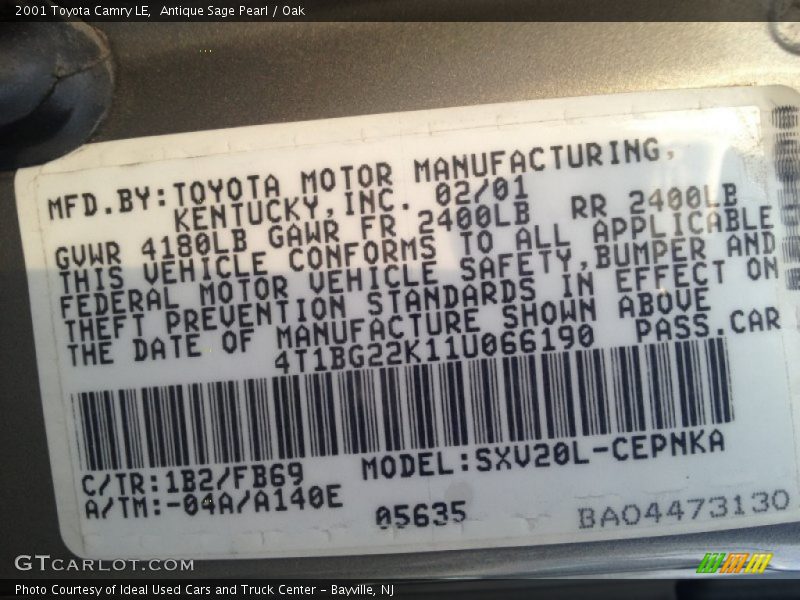 2001 Toyota Camry LE,  Antique Sage Pearl / Oak
MFD.BY:TOYOTA MOTOR MANUFACTURING,
KENTUCKY,INC. 02/01
GVWR 4180LB GAWR FR 2400LB RR 2400LB
THIS VEHICLE CONFORMS TO ALL APPLICABLE
FEDERAL MOTOR VEHICLE SAFETY,BUMPER AND
THEFT PREVENTION STANDARDS IN EFFECT ON
THE DATE OF MANUFACTURE SHOWN ABOVE
4T1BG22K11U066190 PASS.CAR
C/TR:1B2/FB69 MODEL:SXV20L-CEPNKA
A/TM:-04A/A140E
05635 BA04473130
GTCARLOT.COM
Photo Courtesy of Ideal Used Cars and Truck Center - Bayville, NJ